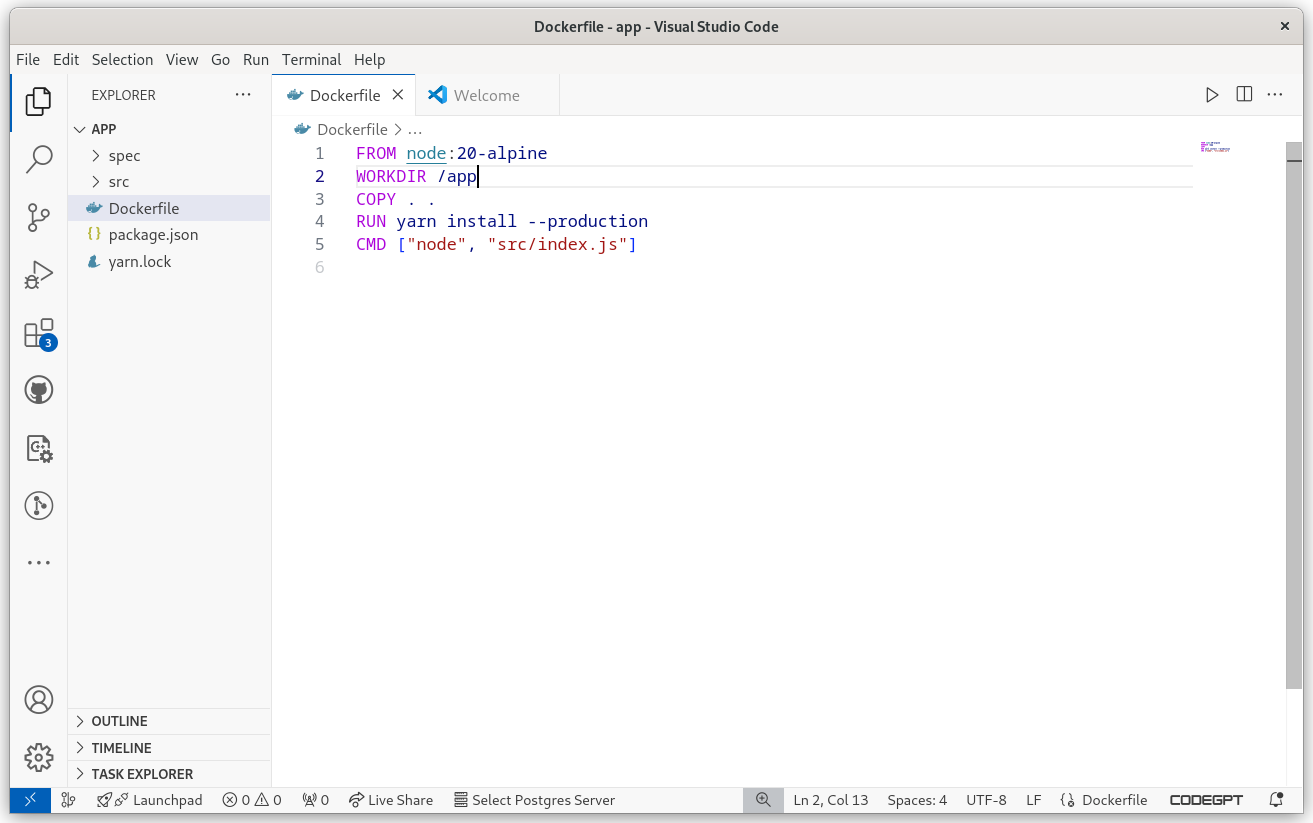 Dockerfile - app - Visual Studio Code
File Edit Selection View Go Run Terminal Help
EXPLORER
Dockerfile
Welcome
APP
spec
src
Dockerfile
package.json
yarn.lock
Dockerfile > ...
1 FROM node:20-alpine
2 WORKDIR /app
3 COPY . .
4 RUN yarn install --production
5 CMD ["node", "src/index.js"]
6
3
OUTLINE
TIMELINE
TASK EXPLORER
Launchpad 0 0 0 Live Share Select Postgres Server Ln 2, Col 13 Spaces: 4 UTF-8 LF Dockerfile CODEGPT